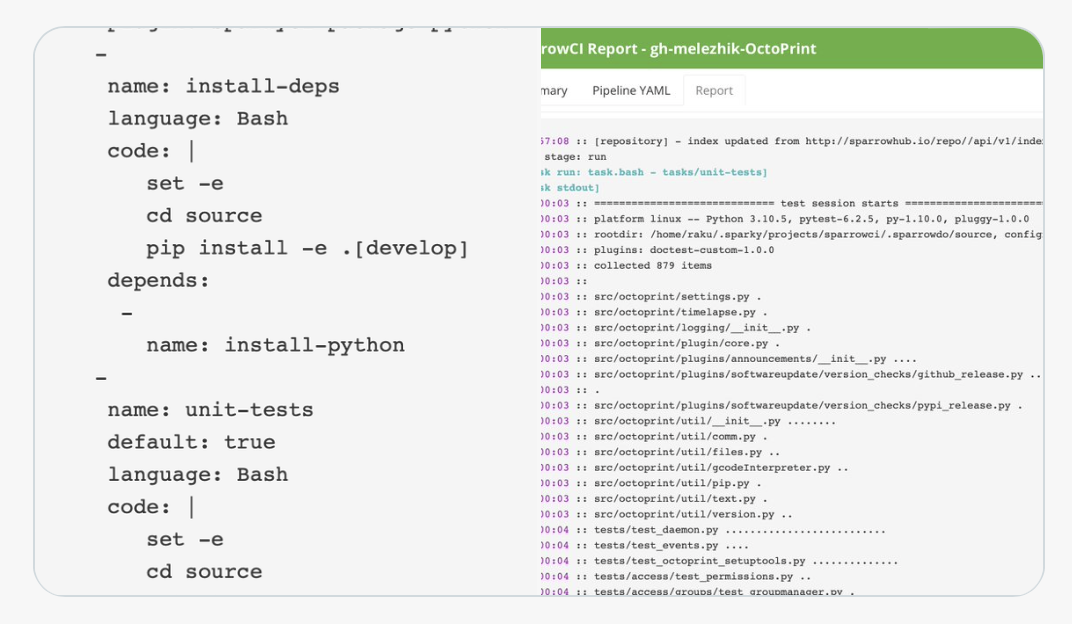 -
name: install-deps
language: Bash
code: |
set -e
cd source
pip install -e .[develop]
depends:
-
name: install-python
-
name: unit-tests
default: true
language: Bash
code: |
set -e
cd source
rowCI Report - gh-melezhik-OctoPrint
mary Pipeline YAML Report
57:08 :: [repository] - index updated from http://sparrowhub.io/repo//api/v1/inde
stage: run
sk run: task.bash - tasks/unit-tests]
sk stdout]
00:03 :: ============================= test session starts =======================
00:03 :: platform linux -- Python 3.10.5, pytest-6.2.5, py-1.10.0, pluggy-1.0.0
00:03 :: rootdir: /home/raku/.sparky/projects/sparrowci/.sparrowdo/source, config
00:03 :: plugins: doctest-custom-1.0.0
00:03 :: collected 879 items
00:03 ::
00:03 :: src/octoprint/settings.py .
00:03 :: src/octoprint/timelapse.py .
00:03 :: src/octoprint/logging/__init__.py .
00:03 :: src/octoprint/plugin/core.py .
00:03 :: src/octoprint/plugins/announcements/__init__.py ....
00:03 :: src/octoprint/plugins/softwareupdate/version_checks/github_release.py ..
00:03 :: .
00:03 :: src/octoprint/plugins/softwareupdate/version_checks/pypi_release.py .
00:03 :: src/octoprint/util/__init__.py ........
00:03 :: src/octoprint/util/comm.py .
00:03 :: src/octoprint/util/files.py ..
00:03 :: src/octoprint/util/gcodeInterpreter.py ..
00:03 :: src/octoprint/util/pip.py .
00:03 :: src/octoprint/util/text.py .
00:03 :: src/octoprint/util/version.py ..
00:04 :: tests/test_daemon.py ..........................
00:04 :: tests/test_events.py ....
00:04 :: tests/test_octoprint_setuptools.py ..............
00:04 :: tests/access/test_permissions.py ..
00:04 :: tests/access/groups/test_groupmanager.py .